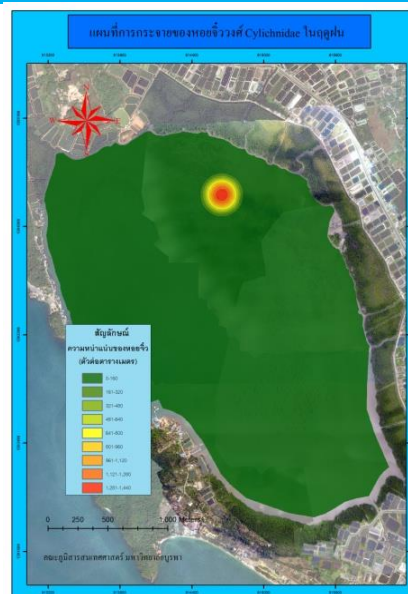 แผนที่การกระจายของหอยจิ๋ววงศ์ Cylichnidae ในฤดูฝน
สัญลักษณ์
ความหนาแน่นของหอยจิ๋ว
(ตัวต่อตารางเมตร)
0-160
161-320
321-480
481-640
641-800
801-960
961-1,120
1,121-1,280
1,281-1,440
0 250 500 1,000 Meters
คณะภูมิสารสนเทศศาสตร์ มหาวิทยาลัยบูรพา